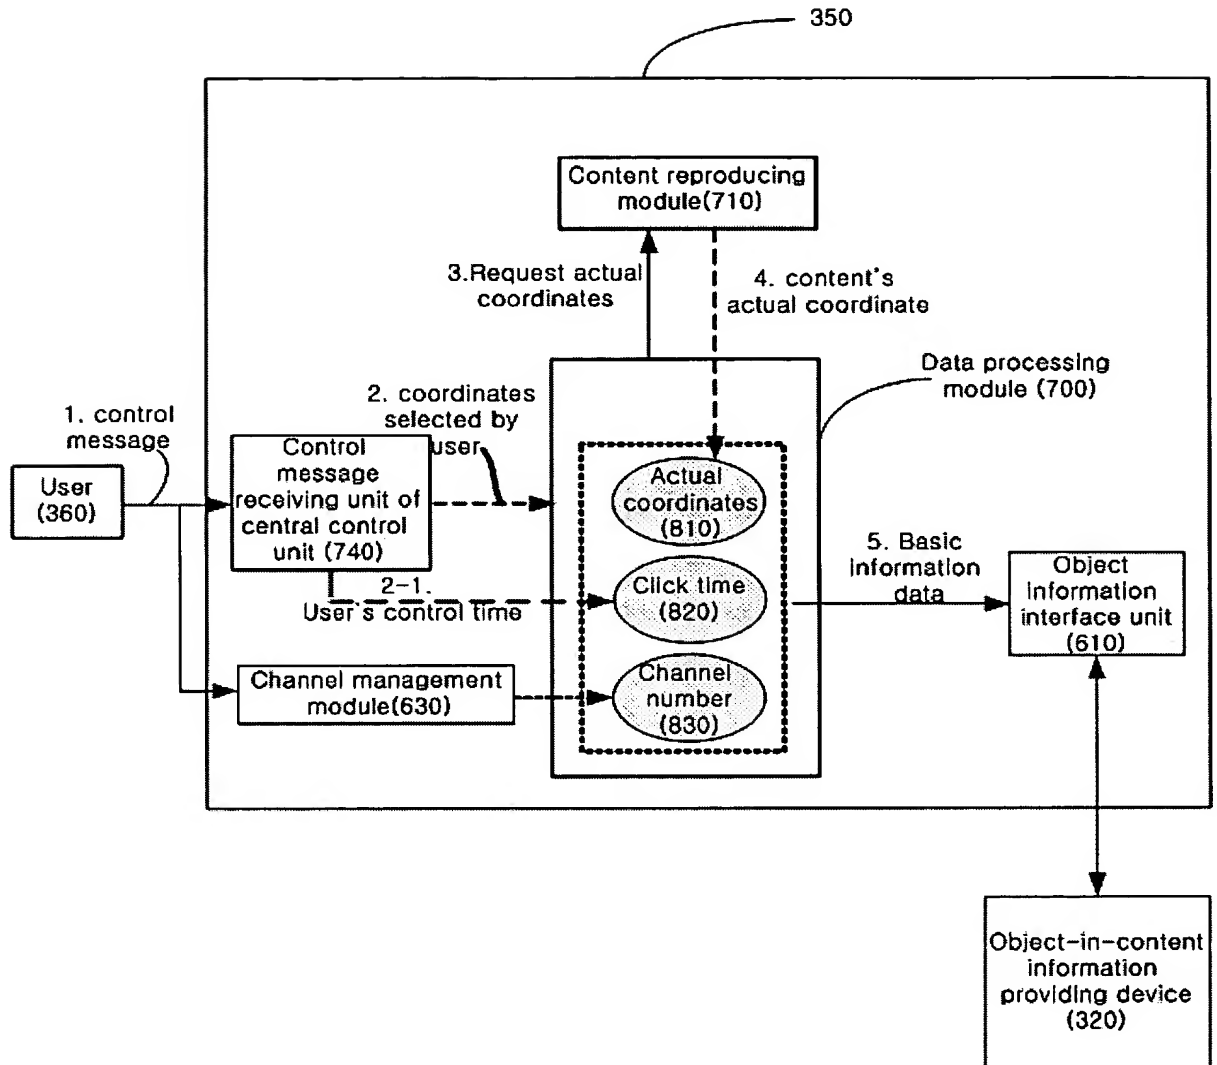 350
Content reproducing
module(710)
3.Request actual
coordinates
4. content's
actual coordinate
Data processing
module (700)
1. control
message
2. coordinates
selected by
user
User
(360)
Control
message
receiving unit of
central control
unit (740)
Actual
coordinates
(810)
2-1.
User's control time
Click time
(820)
5. Basic
information
data
Object
information
interface unit
(610)
Channel management
module(630)
Channel
number
(830)
Object-in-content
information
providing device
(320)